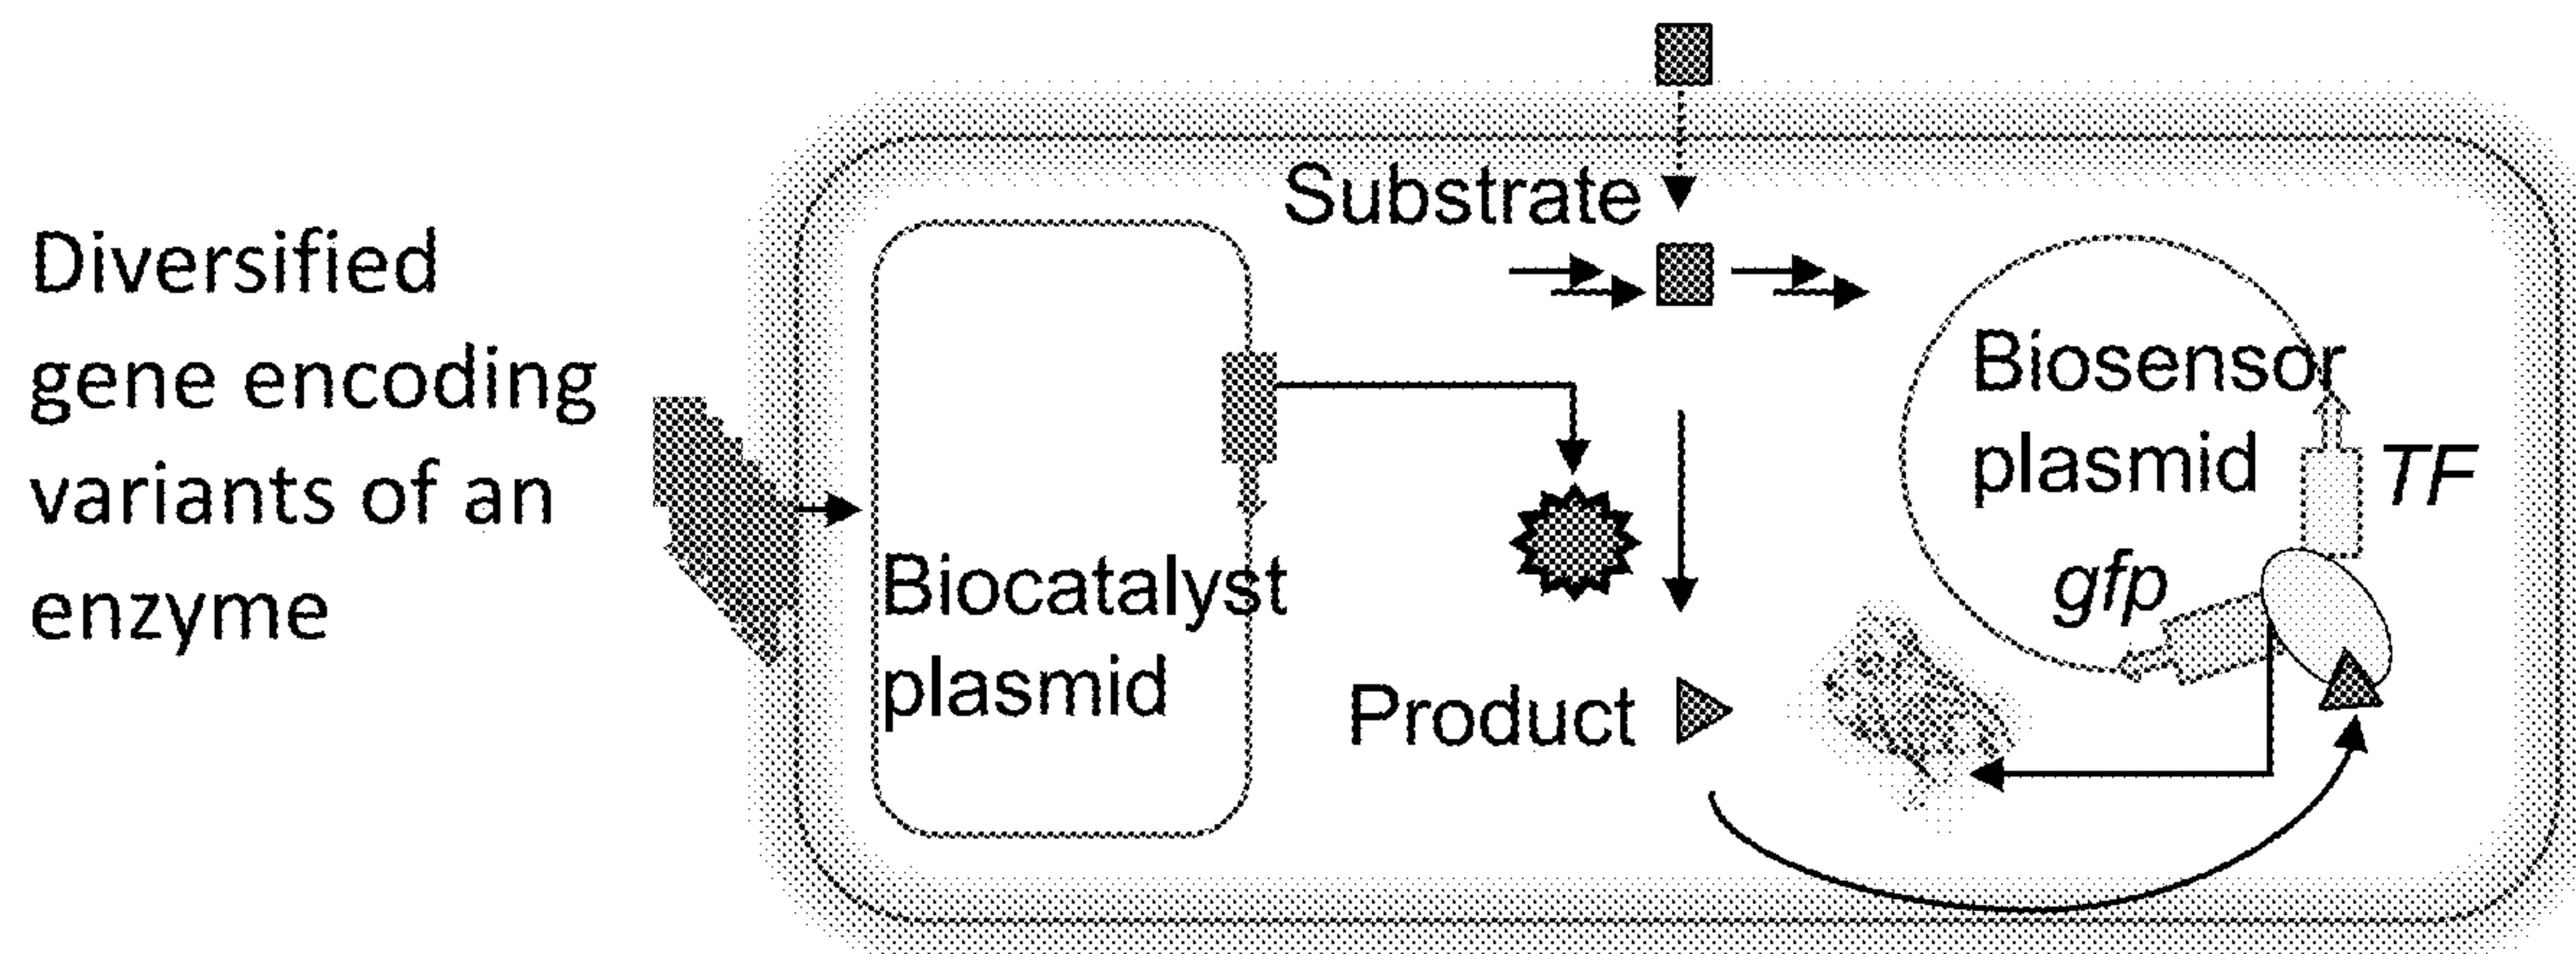 Diversified
gene encoding
variants of an
enzyme
Biocatalyst
plasmid
Substrate
Product
Biosensor
plasmid
TF
gfp